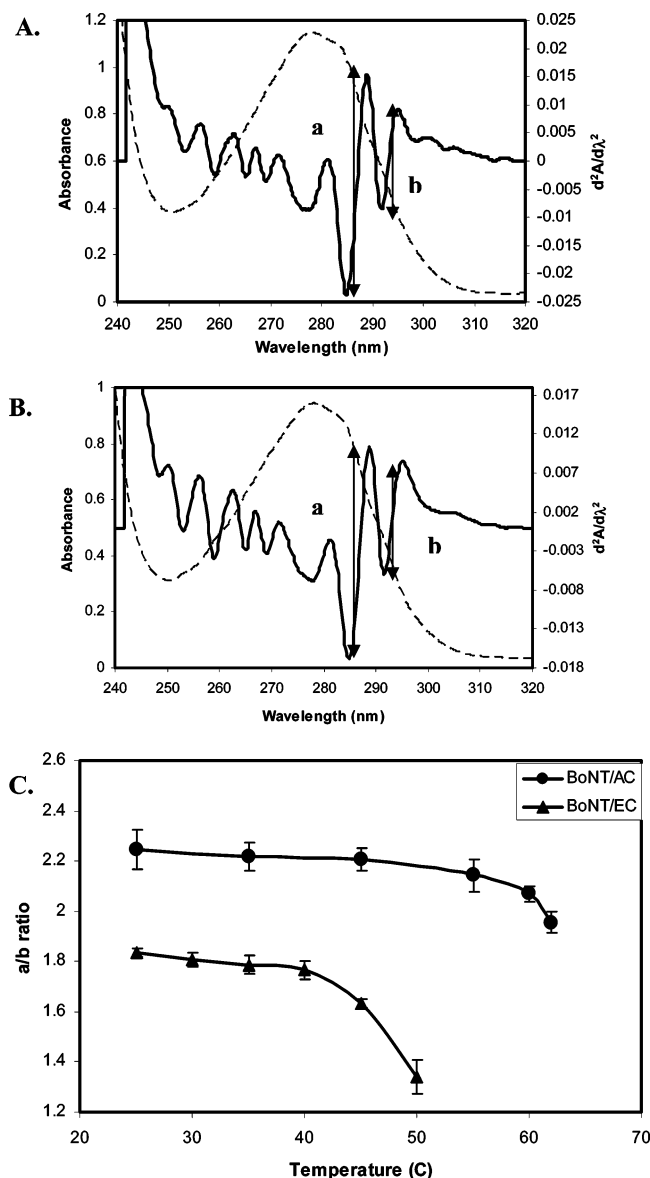 A.
1.2
1
0.8
0.6
0.4
0.2
0
Absorbance
a
b
0.025
0.02
0.015
0.01
0.005
0
-0.005
-0.01
-0.015
-0.02
-0.025
d²A/dλ²
240 250 260 270 280 290 300 310 320
Wavelength (nm)
B.
1
0.8
0.6
0.4
0.2
0
Absorbance
a
b
0.017
0.012
0.007
0.002
-0.003
-0.008
-0.013
-0.018
d²A/dλ²
240 250 260 270 280 290 300 310 320
Wavelength (nm)
C.
2.6
2.4
2.2
2
1.8
1.6
1.4
1.2
a/b ratio
BoNT/AC
BoNT/EC
20 30 40 50 60 70
Temperature (C)